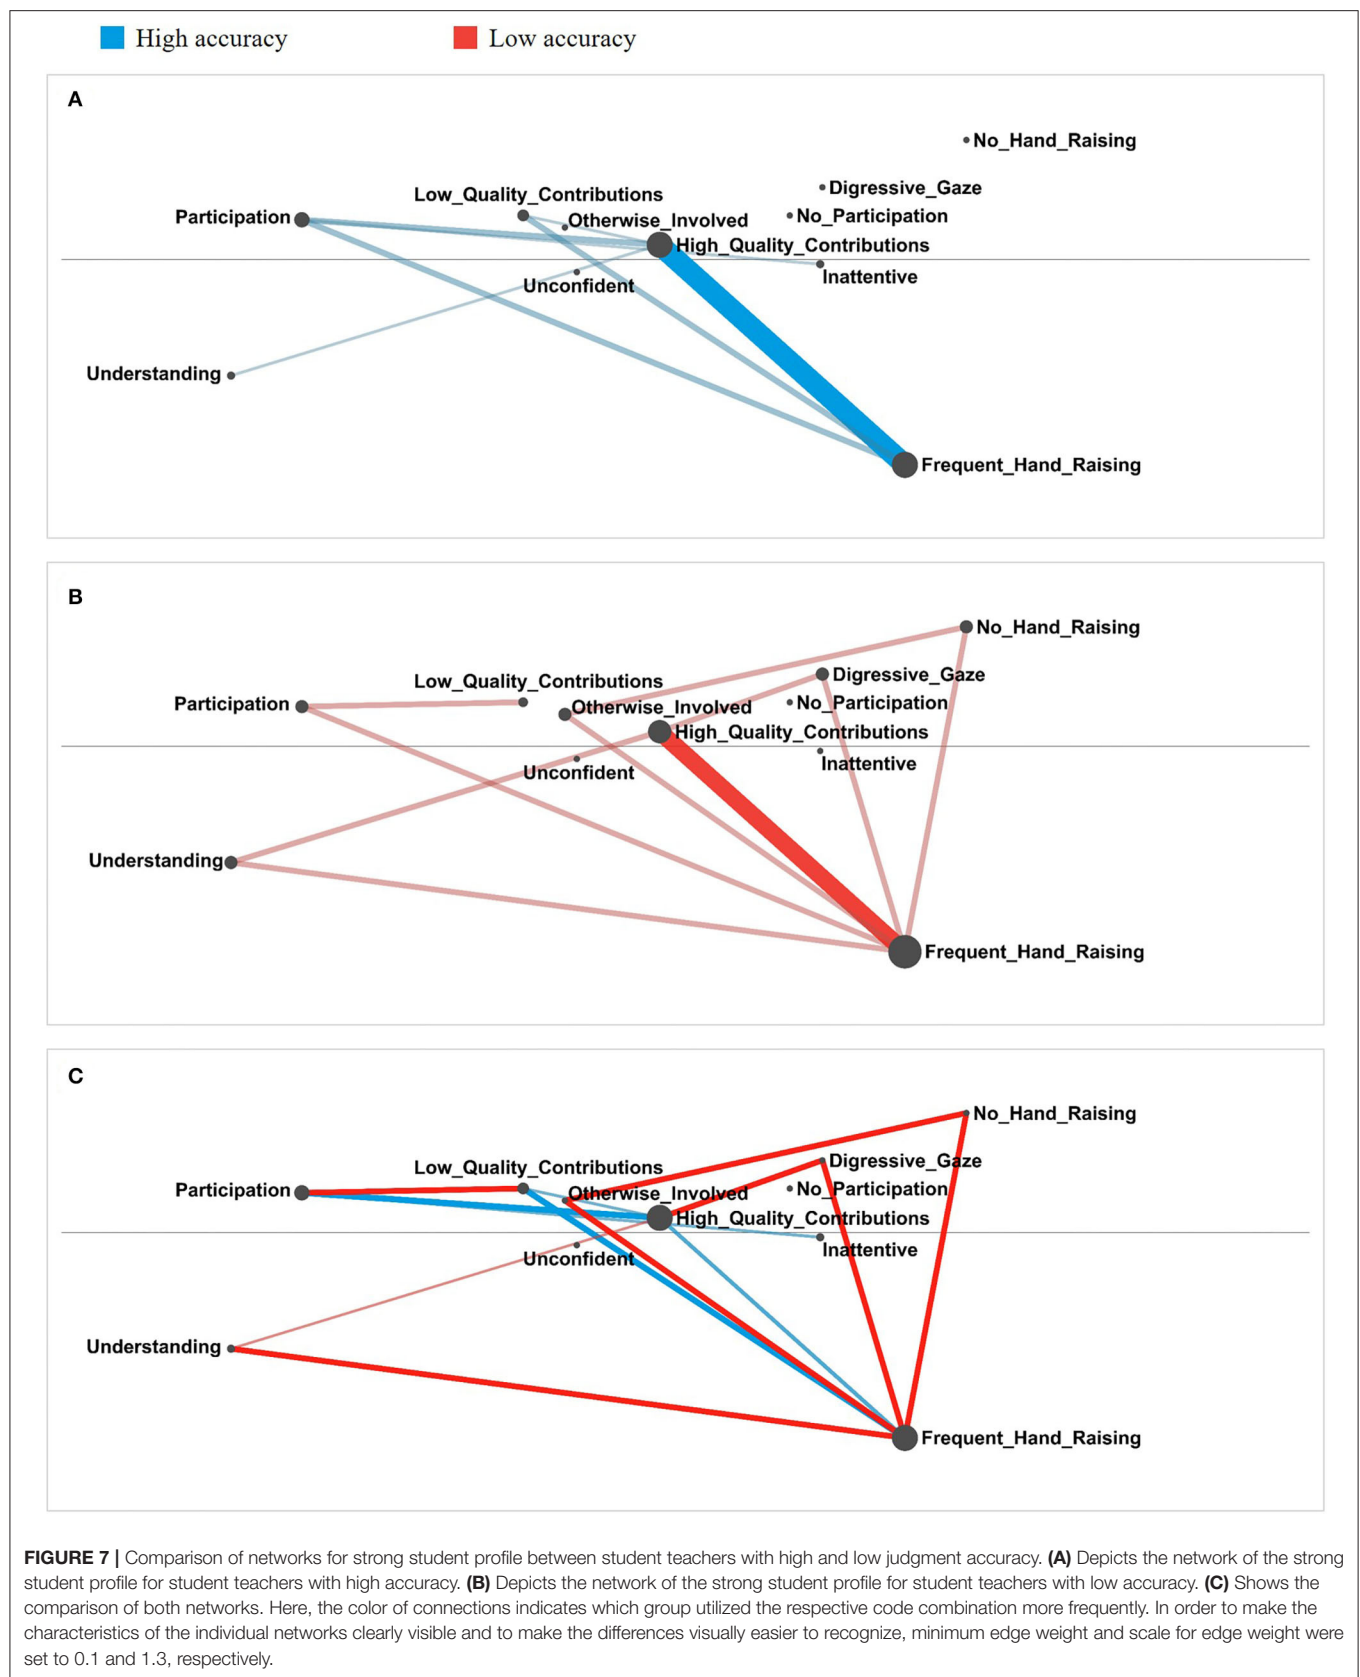 High accuracy
Low accuracy
A
No_Hand_Raising
Digressive_Gaze
Low_Quality_Contributions
Participation
Otherwise_Involved
No_Participation
High_Quality_Contributions
Inattentive
Unconfident
Understanding
Frequent_Hand_Raising
B
No_Hand_Raising
Digressive_Gaze
Low_Quality_Contributions
Participation
Otherwise_Involved
No_Participation
High_Quality_Contributions
Inattentive
Unconfident
Understanding
Frequent_Hand_Raising
C
No_Hand_Raising
Digressive_Gaze
Low_Quality_Contributions
Participation
Otherwise_Involved
No_Participation
High_Quality_Contributions
Inattentive
Unconfident
Understanding
Frequent_Hand_Raising
FIGURE 7 | Comparison of networks for strong student profile between student teachers with high and low judgment accuracy. (A) Depicts the network of the strong
student profile for student teachers with high accuracy. (B) Depicts the network of the strong student profile for student teachers with low accuracy. (C) Shows the
comparison of both networks. Here, the color of connections indicates which group utilized the respective code combination more frequently. In order to make the
characteristics of the individual networks clearly visible and to make the differences visually easier to recognize, minimum edge weight and scale for edge weight were
set to 0.1 and 1.3, respectively.